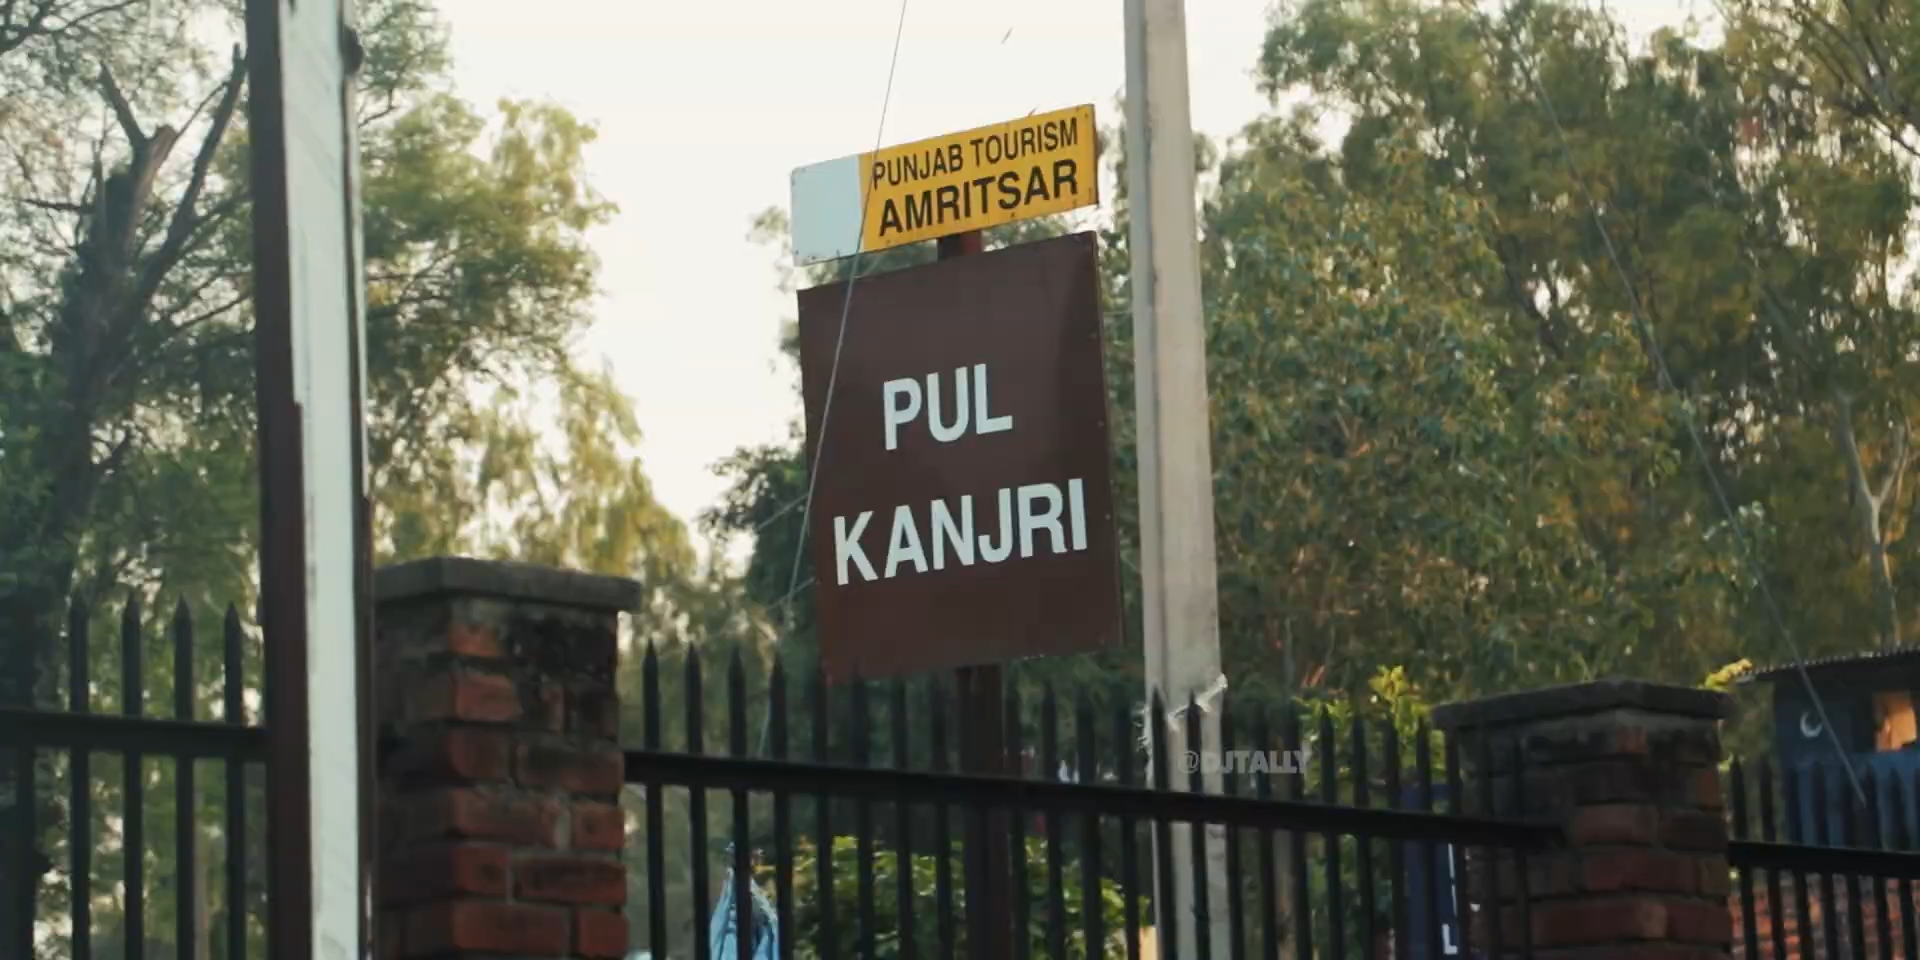 PUNJAB TOURISM
AMRITSAR
PUL
KANJRI
@DJTALLY